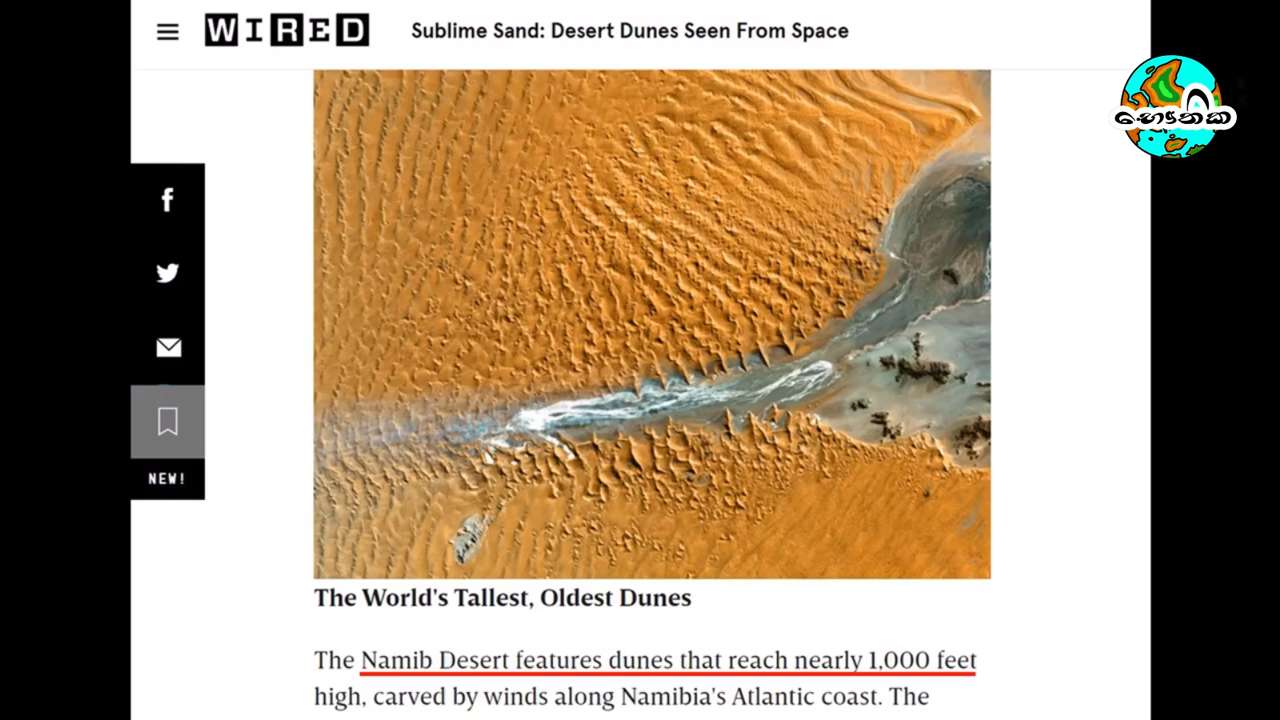 WIRED
Sublime Sand: Desert Dunes Seen From Space
භෞතික
NEW!
The World's Tallest, Oldest Dunes
The Namib Desert features dunes that reach nearly 1,000 feet
high, carved by winds along Namibia's Atlantic coast. The